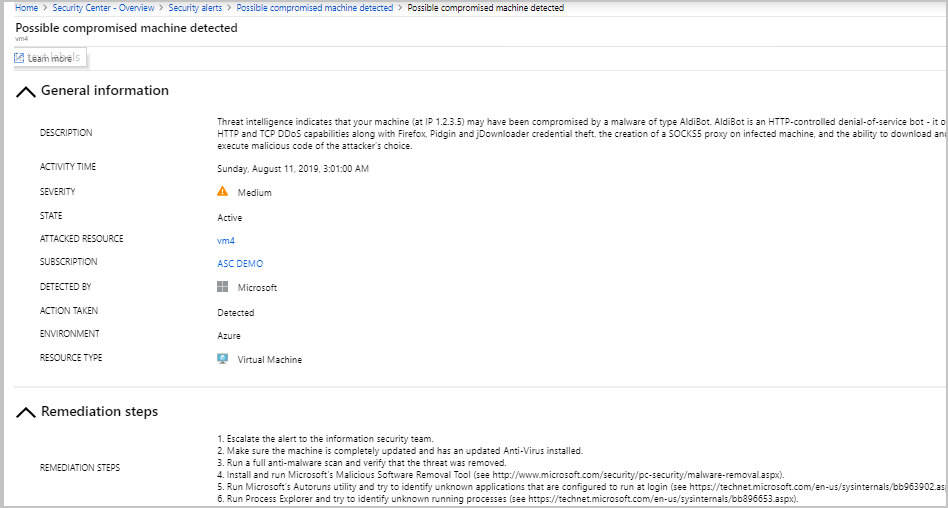 Home > Security Center - Overview > Security alerts > Possible compromised machine detected > Possible compromised machine detected
Possible compromised machine detected
vm4
Learn more
General information
DESCRIPTION
Threat intelligence indicates that your machine (at IP 1.2.3.5) may have been compromised by a malware of type AldiBot. AldiBot is an HTTP-controlled denial-of-service bot - it o
HTTP and TCP DDoS capabilities along with Firefox, Pidgin and jDownloader credential theft, the creation of a SOCKS5 proxy on infected machine, and the ability to download and
execute malicious code of the attacker's choice.
ACTIVITY TIME
Sunday, August 11, 2019, 3:01:00 AM
SEVERITY
Medium
STATE
Active
ATTACKED RESOURCE
vm4
SUBSCRIPTION
ASC DEMO
DETECTED BY
Microsoft
ACTION TAKEN
Detected
ENVIRONMENT
Azure
RESOURCE TYPE
Virtual Machine
Remediation steps
REMEDIATION STEPS
1. Escalate the alert to the information security team.
2. Make sure the machine is completely updated and has an updated Anti-Virus installed.
3. Run a full anti-malware scan and verify that the threat was removed.
4. Install and run Microsoft's Malicious Software Removal Tool (see http://www.microsoft.com/security/pc-security/malware-removal.aspx).
5. Run Microsoft's Autoruns utility and try to identify unknown applications that are configured to run at login (see https://technet.microsoft.com/en-us/sysinternals/bb963902.asp
6. Run Process Explorer and try to identify unknown running processes (see https://technet.microsoft.com/en-us/sysinternals/bb896653.aspx).